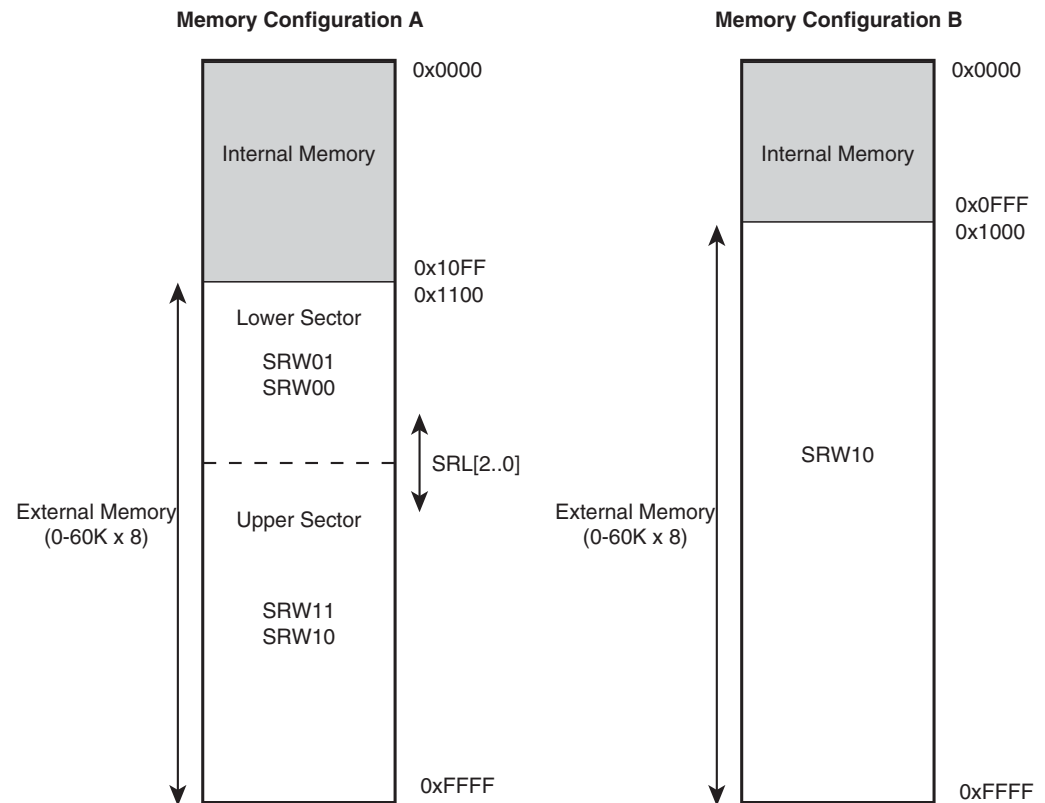 Memory Configuration A
0x0000
Internal Memory
0x10FF
0x1100
Lower Sector
SRW01
SRW00
SRL[2..0]
External Memory
(0-60K x 8)
Upper Sector
SRW11
SRW10
0xFFFF
Memory Configuration B
0x0000
Internal Memory
0x0FFF
0x1000
SRW10
External Memory
(0-60K x 8)
0xFFFF